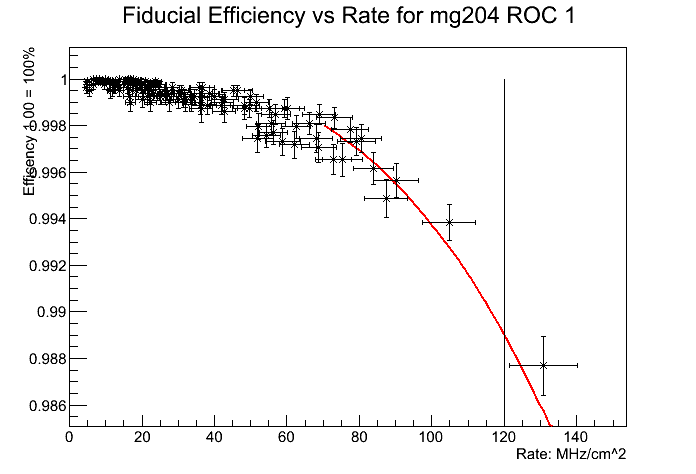 Fiducial Efficiency vs Rate for mg204 ROC 1
Efficency 1.00 = 100%
1
0.998
0.996
0.994
0.992
0.99
0.988
0.986
0 20 40 60 80 100 120 140
Rate: MHz/cm^2